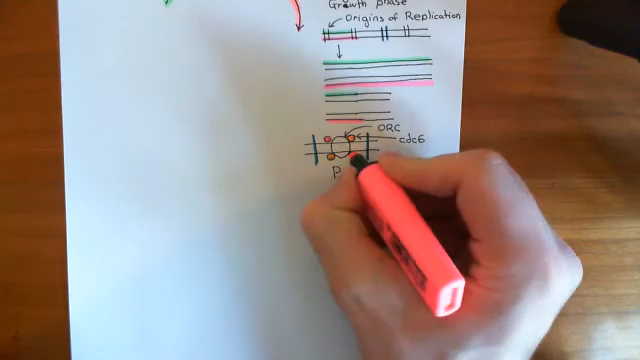 Growth phase
Origins of Replication
ORC
cdc6
P